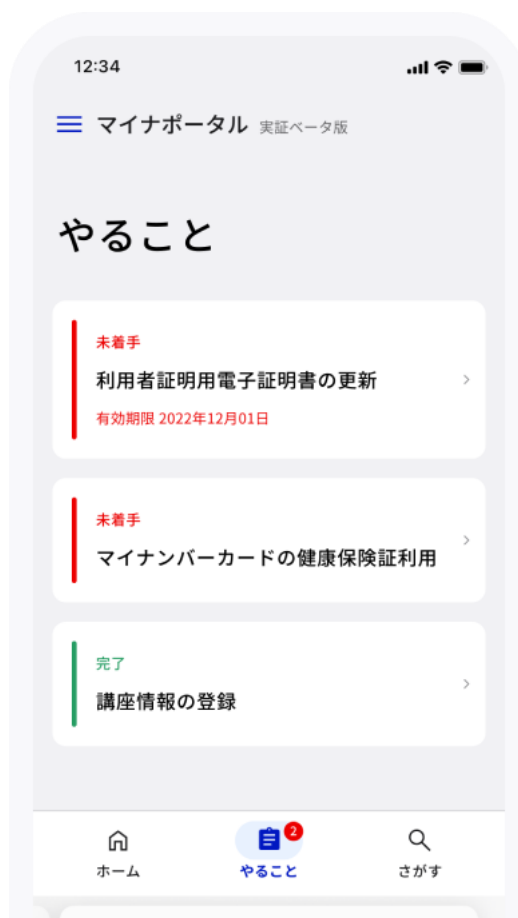 12:34
マイナポータル 実証ベータ版
やること
未着手
利用者証明用電子証明書の更新
有効期限 2022年12月01日
未着手
マイナンバーカードの健康保険証利用
完了
講座情報の登録
2
ホーム やること さがす